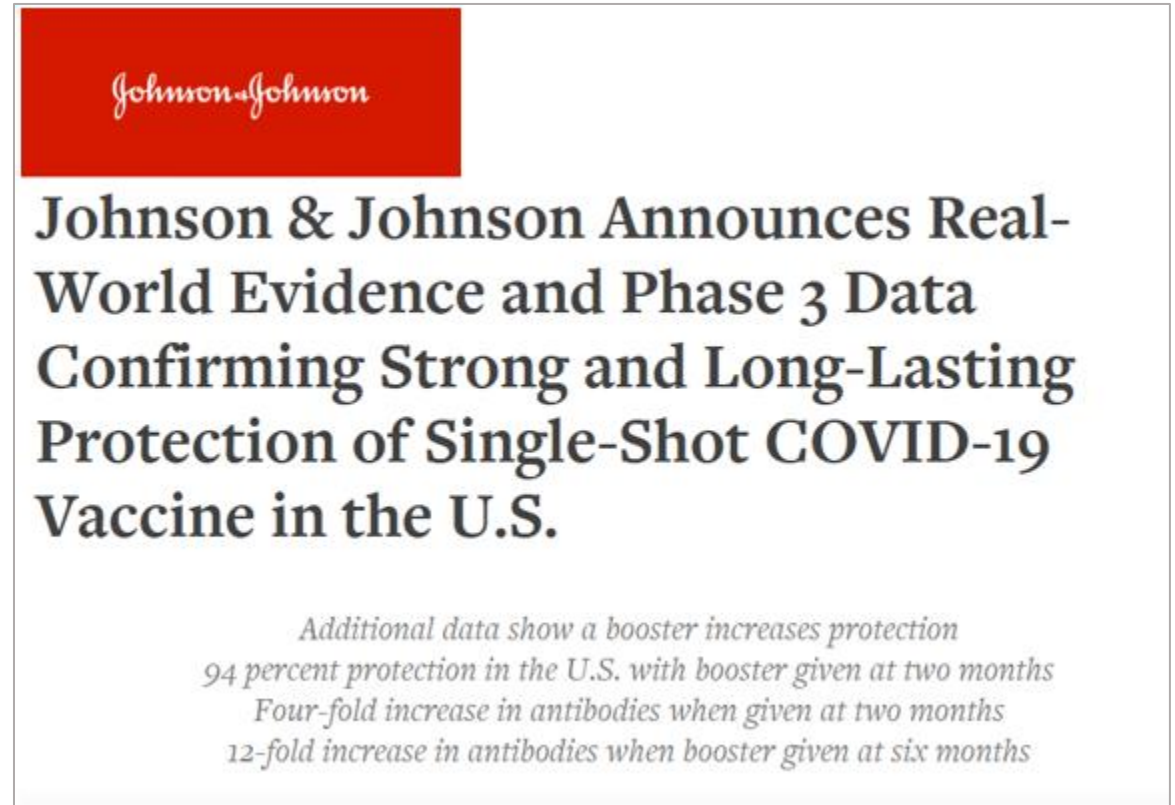 Johnson & Johnson
Johnson & Johnson Announces Real-
World Evidence and Phase 3 Data
Confirming Strong and Long-Lasting
Protection of Single-Shot COVID-19
Vaccine in the U.S.
Additional data show a booster increases protection
94 percent protection in the U.S. with booster given at two months
Four-fold increase in antibodies when given at two months
12-fold increase in antibodies when booster given at six months